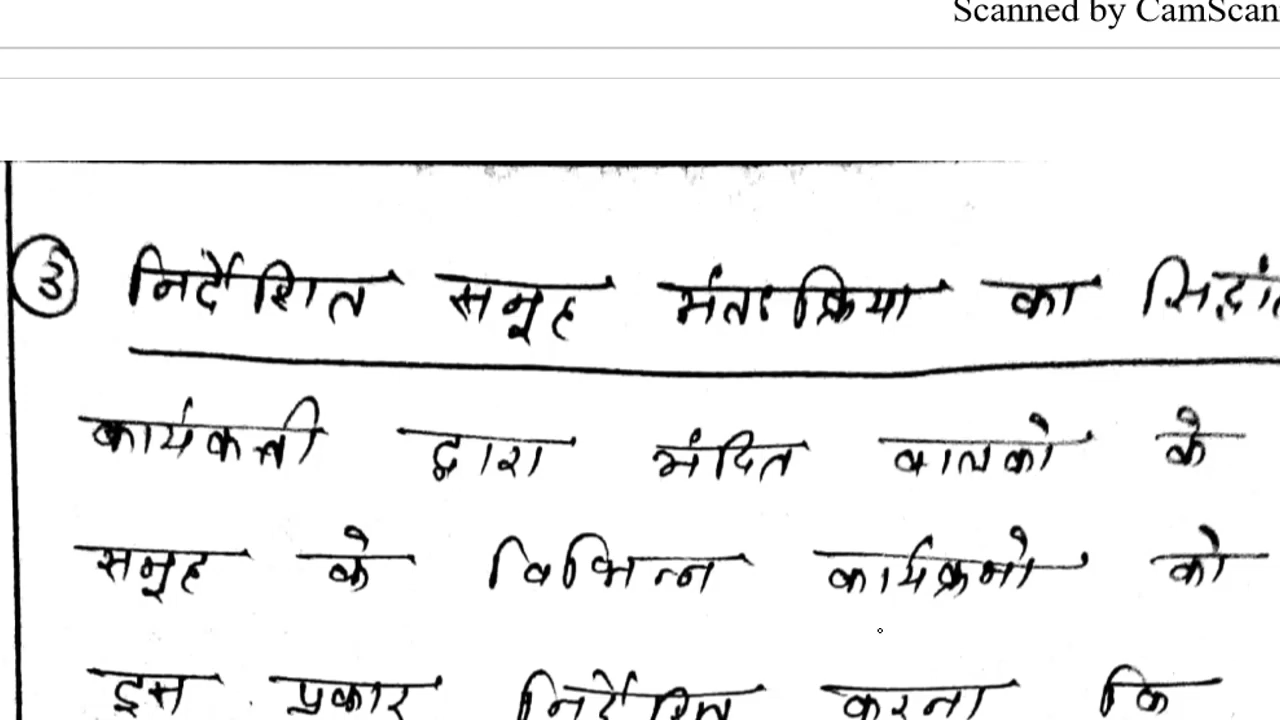 Scanned by CamScan
③ निर्देशित समूह अंतःक्रिया का सिद्धां
कार्यकर्त्ता द्वारा मंदित बालको के
समूह के विभिन्न कार्यक्रमो को
इस प्रकार निर्देशित करना कि